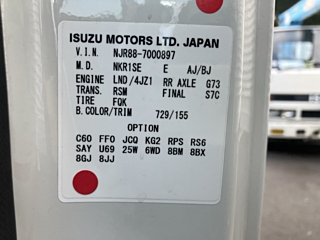 ISUZU MOTORS LTD. JAPAN
V.I.N. NJR88-7000897
M.D. NKR1SE E AJ/BJ
ENGINE LND/4JZ1 RR AXLE G73
TRANS. RSM FINAL S7C
TIRE FQK
B.COLOR/TRIM 729/155
OPTION
C60 FF0 JCQ KG2 RPS RS6
SAY U69 25W 6WD 8BM 8BX
8GJ 8JJ